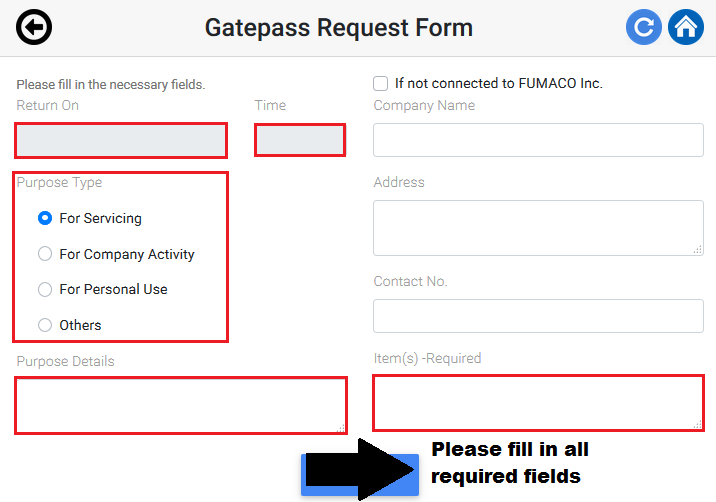 Gatepass Request Form
Please fill in the necessary fields.
Return On
Time
Purpose Type
For Servicing
For Company Activity
For Personal Use
Others
Purpose Details
If not connected to FUMACO Inc.
Company Name
Address
Contact No.
Item(s) -Required
Please fill in all
required fields